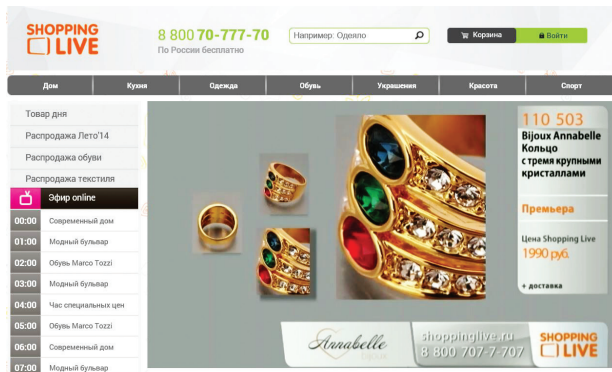 SHOPPING
LIVE
8 800 70-777-70
По России бесплатно
Например: Одеяло
Корзина
Войти
Дом
Кухня
Одежда
Обувь
Украшения
Красота
Спорт
Товар дня
Распродажа Лето'14
Распродажа обуви
Распродажа текстиля
Эфир online
00:00 Современный дом
01:00 Модный бульвар
02:00 Обувь Marco Tozzi
03:00 Модный бульвар
04:00 Час специальных цен
05:00 Обувь Marco Tozzi
06:00 Современный дом
07:00 Модный бульвар
110 503
Bijoux Annabelle
Кольцо
с тремя крупными
кристаллами
Премьера
Цена Shopping Live
1990 руб.
+ доставка
Annabelle
bijoux
shoppinglive.ru
8 800 707-7-707
SHOPPING
LIVE